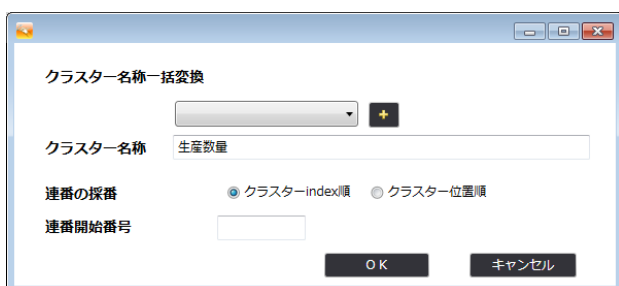 クラスター名称一括変換
+
クラスター名称 生産数量
連番の採番 クラスターindex順 クラスター位置順
連番開始番号
OK キャンセル